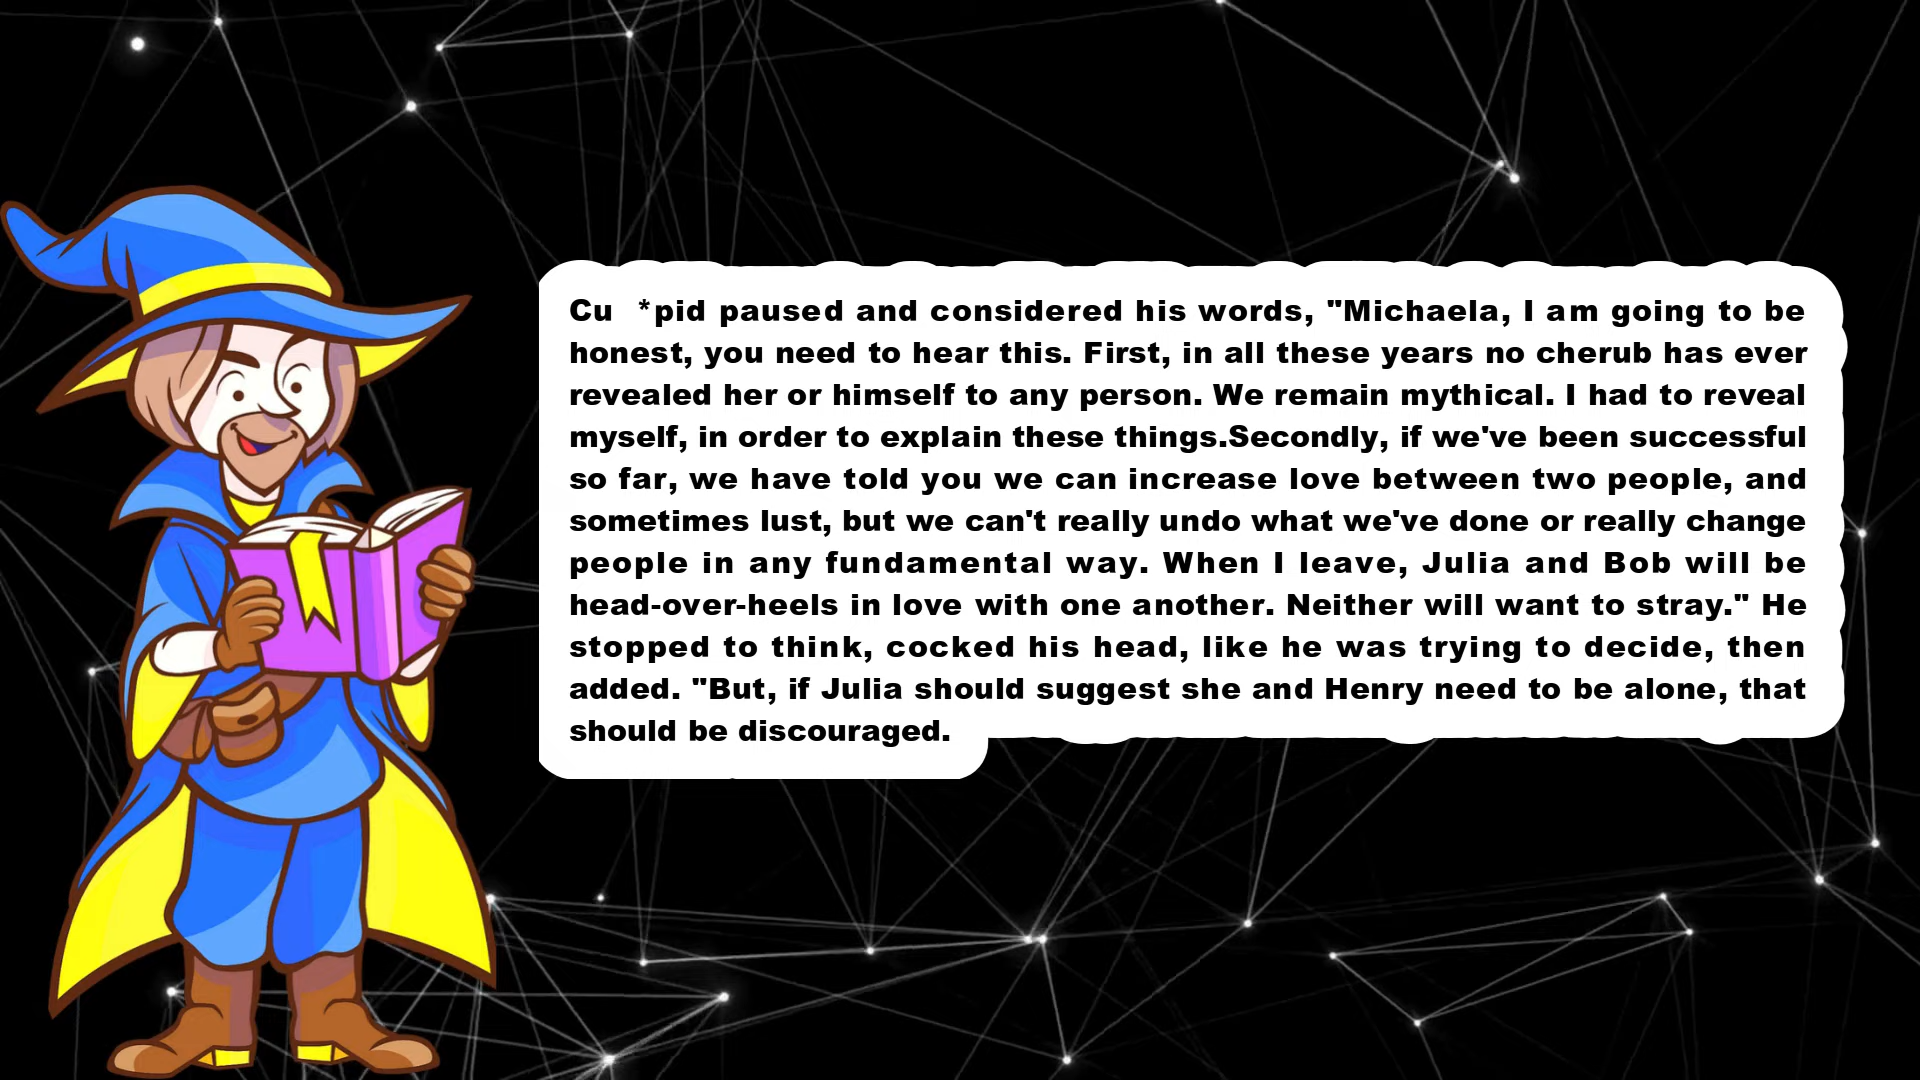 Cu  *pid paused and considered his words, "Michaela, I am going to be
honest, you need to hear this. First, in all these years no cherub has ever
revealed her or himself to any person. We remain mythical. I had to reveal
myself, in order to explain these things.Secondly, if we've been successful
so far, we have told you we can increase love between two people, and
sometimes lust, but we can't really undo what we've done or really change
people in any fundamental way. When I leave, Julia and Bob will be
head-over-heels in love with one another. Neither will want to stray." He
stopped to think, cocked his head, like he was trying to decide, then
added. "But, if Julia should suggest she and Henry need to be alone, that
should be discouraged.